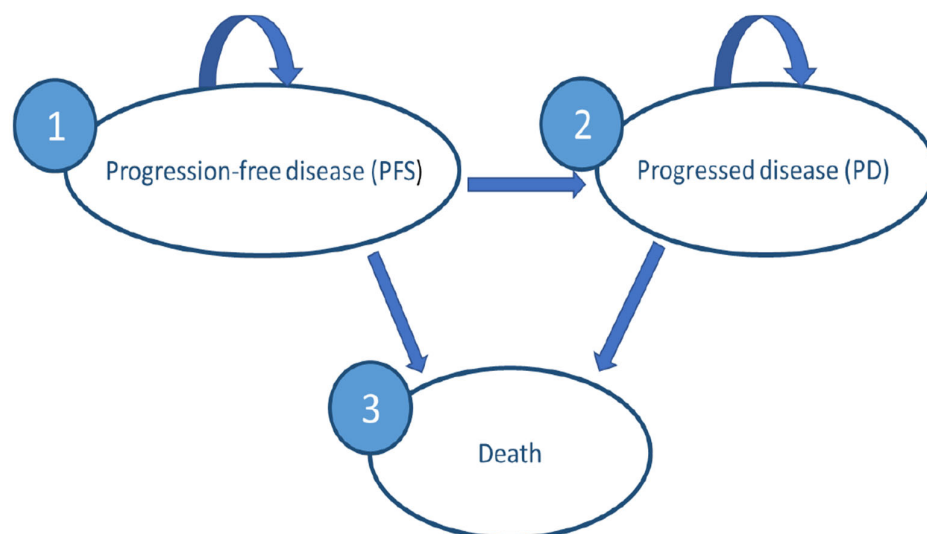 1
Progression-free disease (PFS)
2
Progressed disease (PD)
3
Death